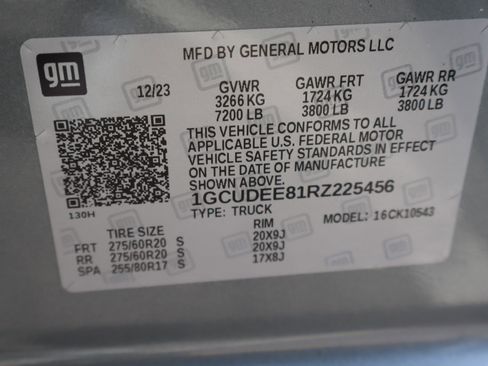 MFD BY GENERAL MOTORS LLC
gm
12/23 GVWR GAWR FRT GAWR RR
3266 KG 1724 KG 1724 KG
7200 LB 3800 LB 3800 LB
THIS VEHICLE CONFORMS TO ALL
APPLICABLE U.S. FEDERAL MOTOR
VEHICLE SAFETY STANDARDS IN EFFECT
ON THE DATE OF MANUFACTURE
SHOWN ABOVE.
1GCUDEE81RZ225456
130H
TYPE: TRUCK MODEL: 16CK10543
TIRE SIZE RIM
FRT 275/60R20 S 20X9J
RR 275/60R20 S 20X9J
SPA 255/80R17 S 17X8J